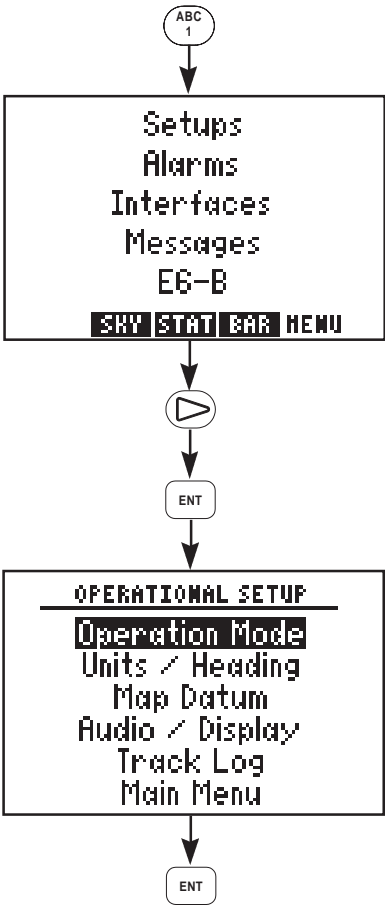 ABC
1
Setups
Alarms
Interfaces
Messages
E6-B
SKY STAT BAR MENU
ENT
OPERATIONAL SETUP
Operation Mode
Units / Heading
Map Datum
Audio / Display
Track Log
Main Menu
ENT